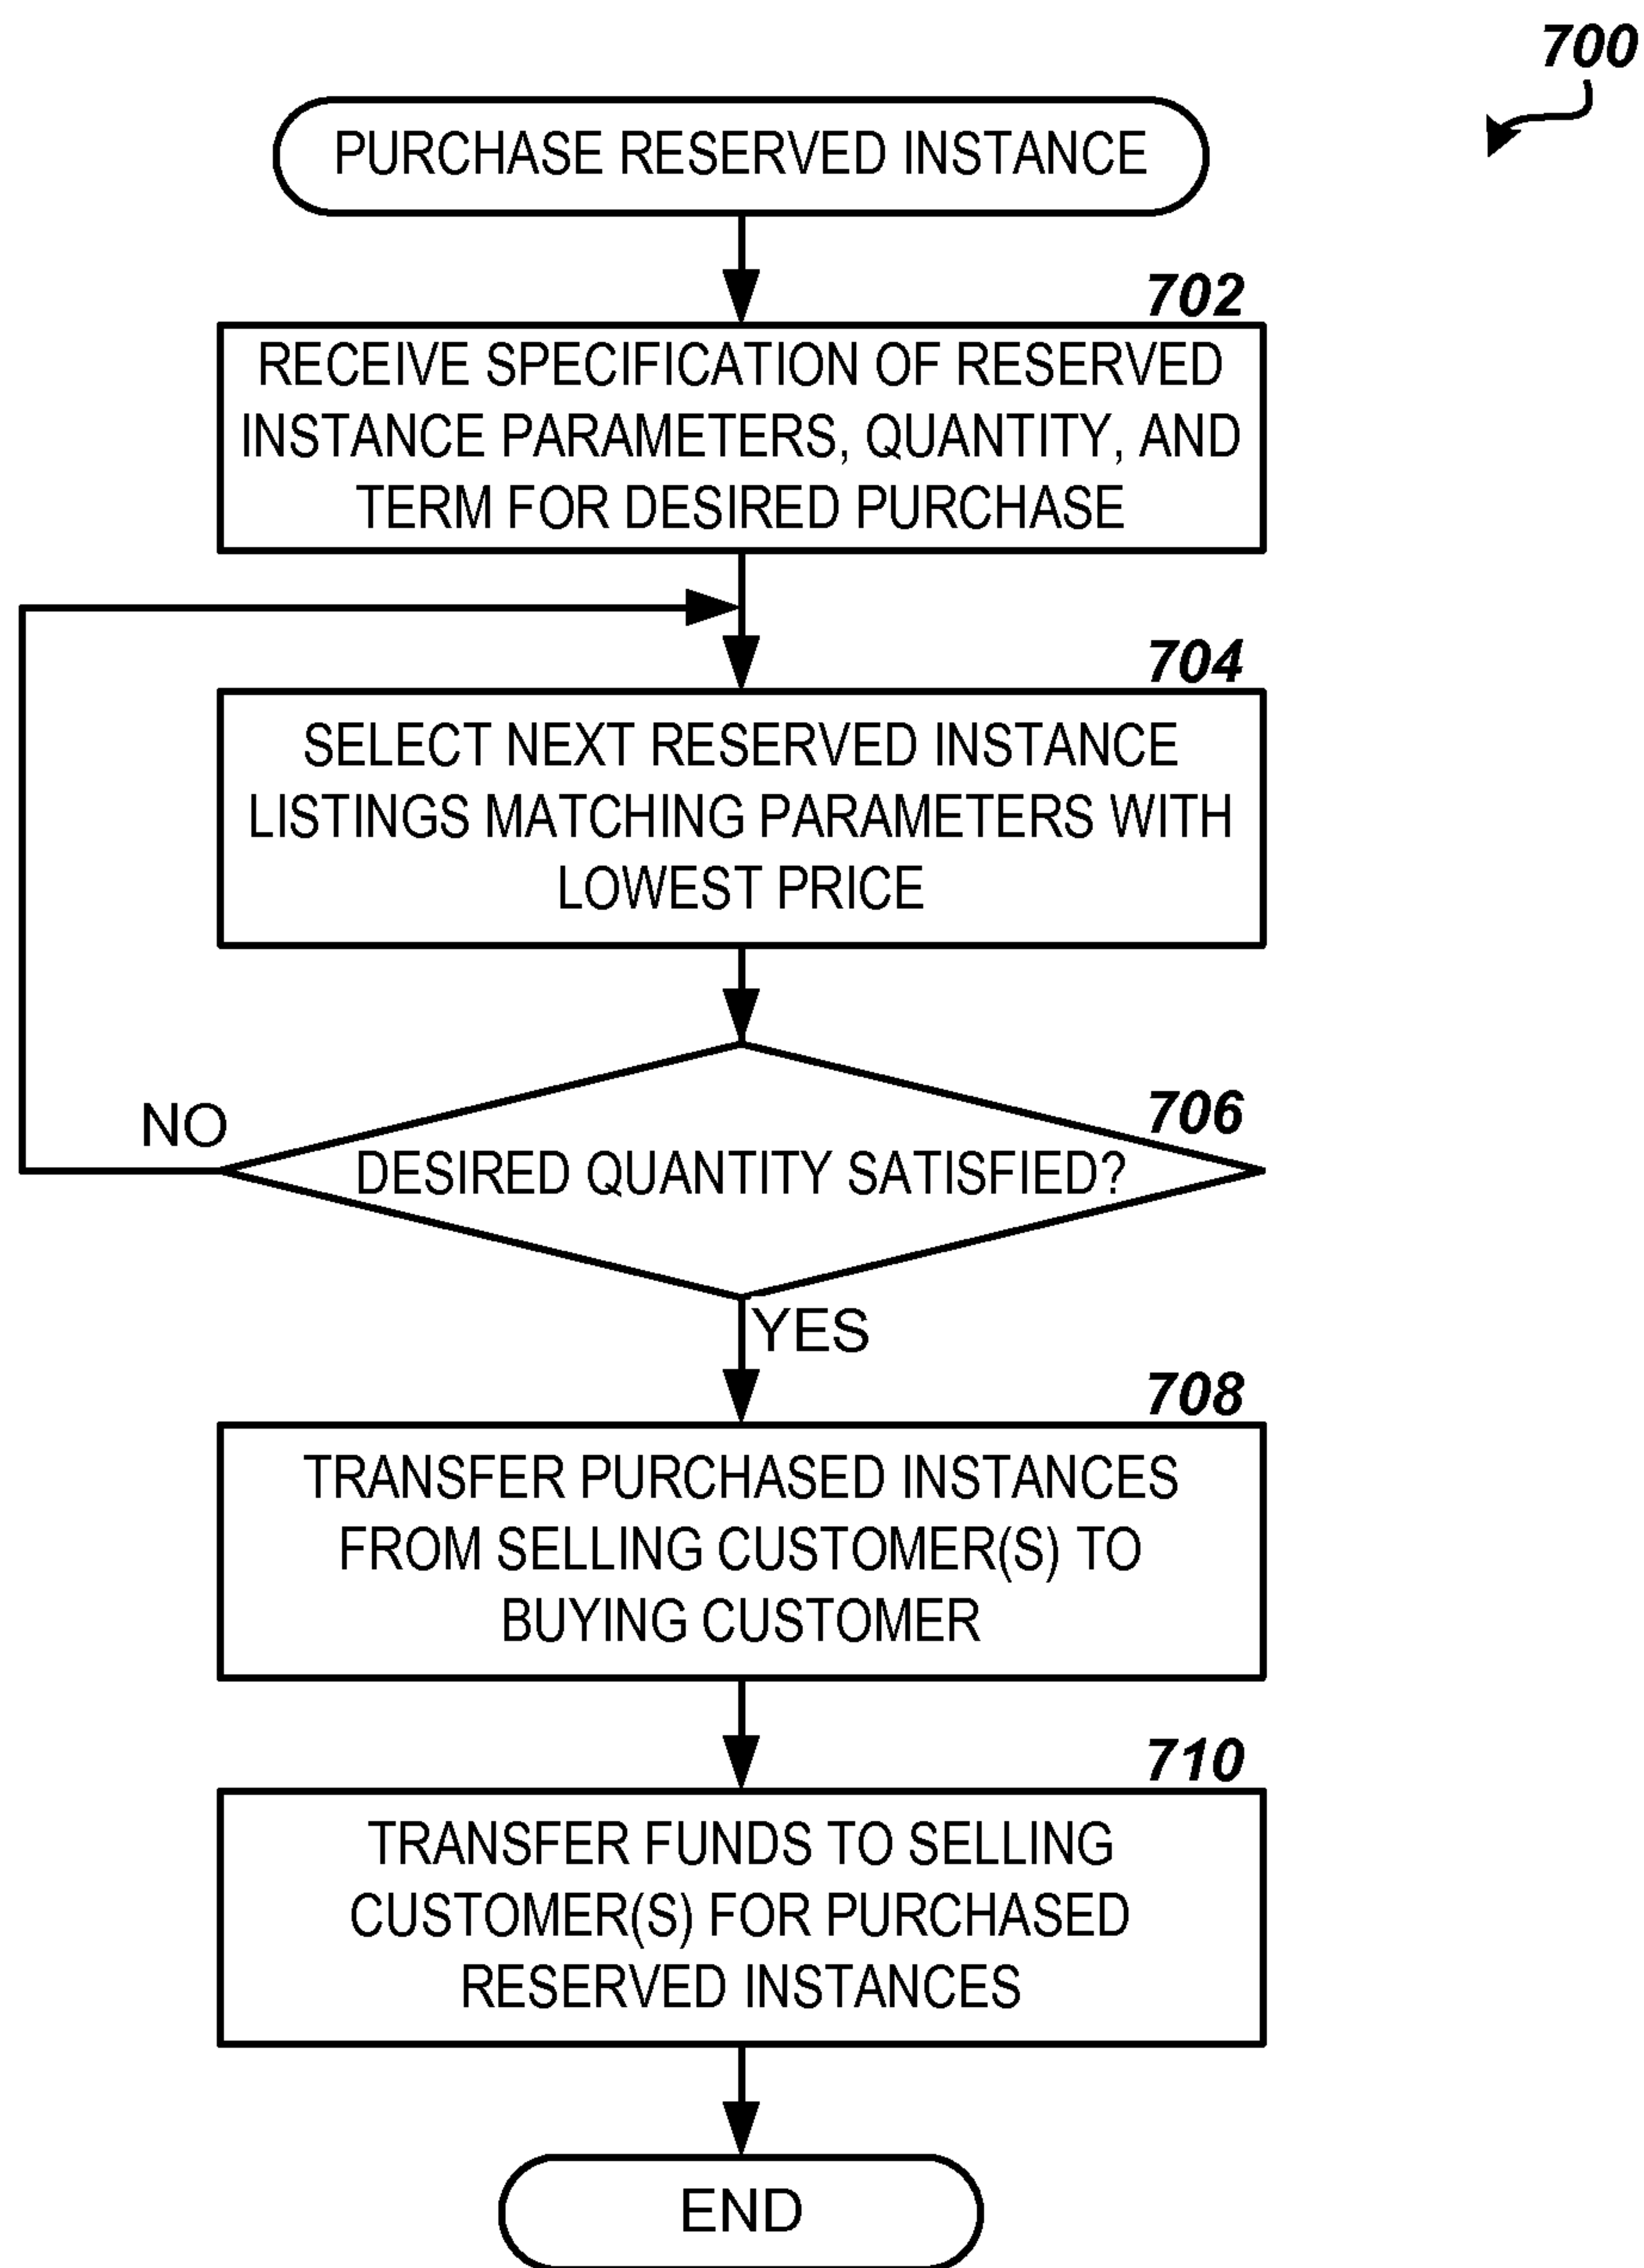 700
PURCHASE RESERVED INSTANCE
702
RECEIVE SPECIFICATION OF RESERVED
INSTANCE PARAMETERS, QUANTITY, AND
TERM FOR DESIRED PURCHASE
704
SELECT NEXT RESERVED INSTANCE
LISTINGS MATCHING PARAMETERS WITH
LOWEST PRICE
706
NO
DESIRED QUANTITY SATISFIED?
YES
708
TRANSFER PURCHASED INSTANCES
FROM SELLING CUSTOMER(S) TO
BUYING CUSTOMER
710
TRANSFER FUNDS TO SELLING
CUSTOMER(S) FOR PURCHASED
RESERVED INSTANCES
END